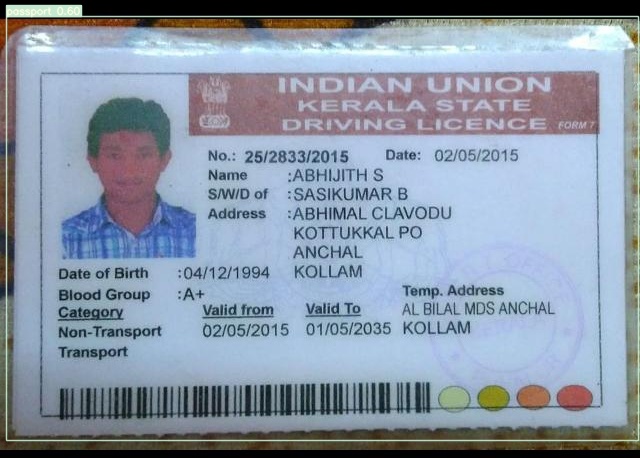 passport 0.60
INDIAN UNION
KERALA STATE
DRIVING LICENCE FORM 7
No.: 25/2833/2015 Date: 02/05/2015
Name :ABHIJITH S
S/W/D of :SASIKUMAR B
Address :ABHIMAL CLAVODU
KOTTUKKAL PO
ANCHAL
Date of Birth :04/12/1994 KOLLAM
Blood Group :A+
Temp. Address
Category Valid from Valid To AL BILAL MDS ANCHAL
Non-Transport 02/05/2015 01/05/2035 KOLLAM
Transport